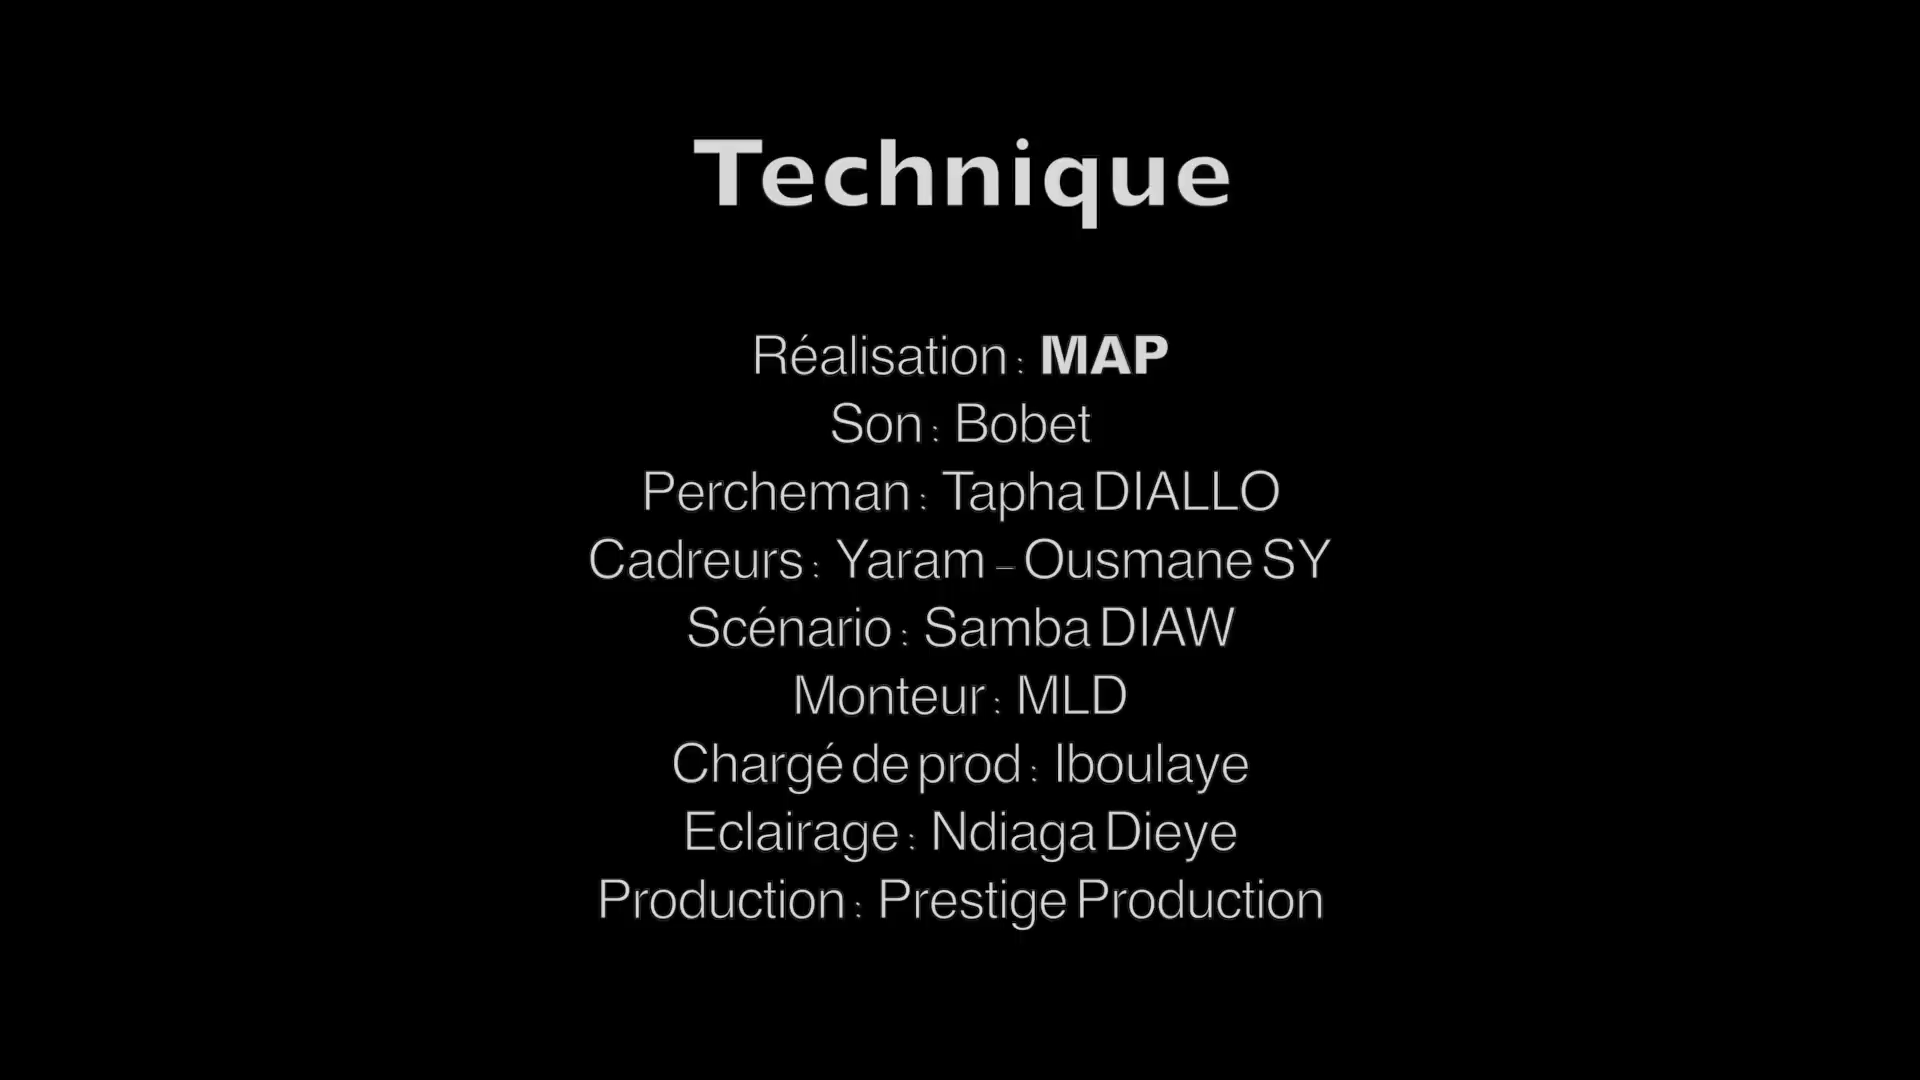 Technique
Réalisation : MAP
Son : Bobet
Percheman : Tapha DIALLO
Cadreurs : Yaram – Ousmane SY
Scénario : Samba DIAW
Monteur : MLD
Chargé de prod : Iboulaye
Eclairage : Ndiaga Dieye
Production : Prestige Production